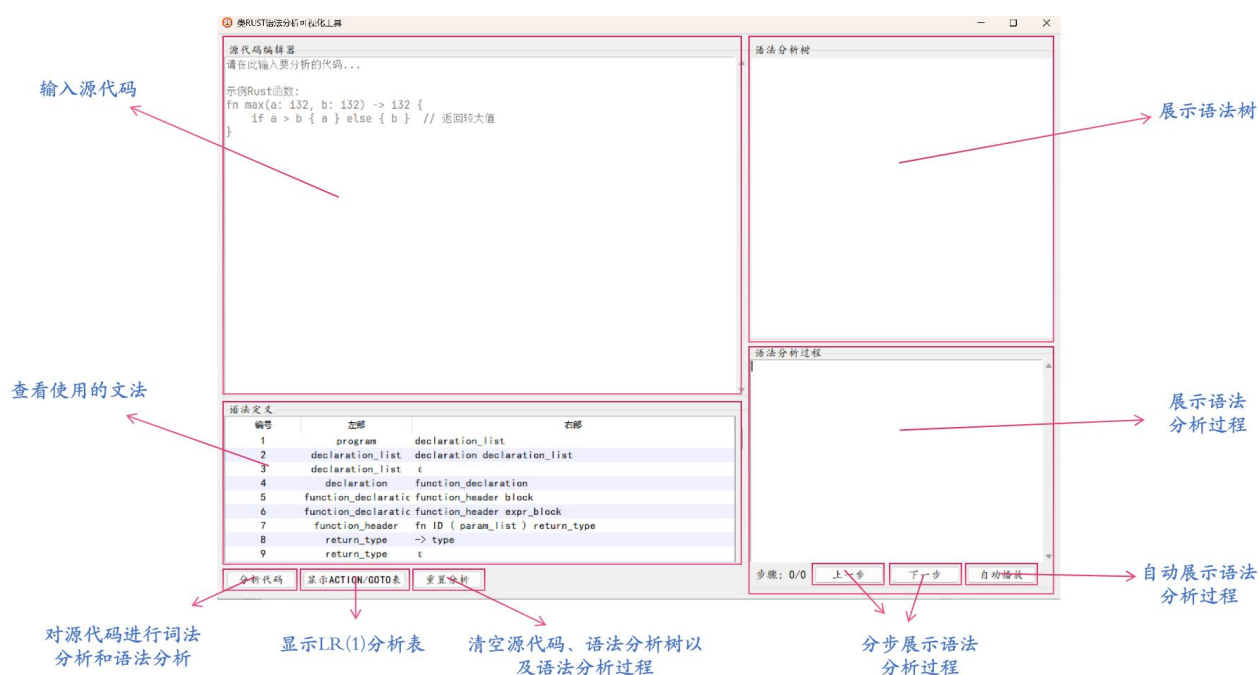 类RUST语法分析可视化工具
源代码编辑器
请在此输入要分析的代码...
示例Rust函数:
fn max(a: i32, b: i32) -> i32 {
if a > b { a } else { b } // 返回较大值
}
语法分析树
输入源代码
展示语法树
查看使用的文法
语法定义
编号 左部 右部
1 program declaration_list
2 declaration_list declaration declaration_list
3 declaration_list ε
4 declaration function_declaration
5 function_declaratic function_header block
6 function_declaratic function_header expr_block
7 function_header fn ID ( param_list ) return_type
8 return_type -> type
9 return_type ε
语法分析过程
展示语法
分析过程
分析代码 显示ACTION/GOTO表 重置分析
步骤: 0/0 上一步 下一步 自动播放
自动展示语法
分析过程
对源代码进行词法
分析和语法分析
显示LR(1)分析表
清空源代码、语法分析树以
及语法分析过程
分步展示语法
分析过程